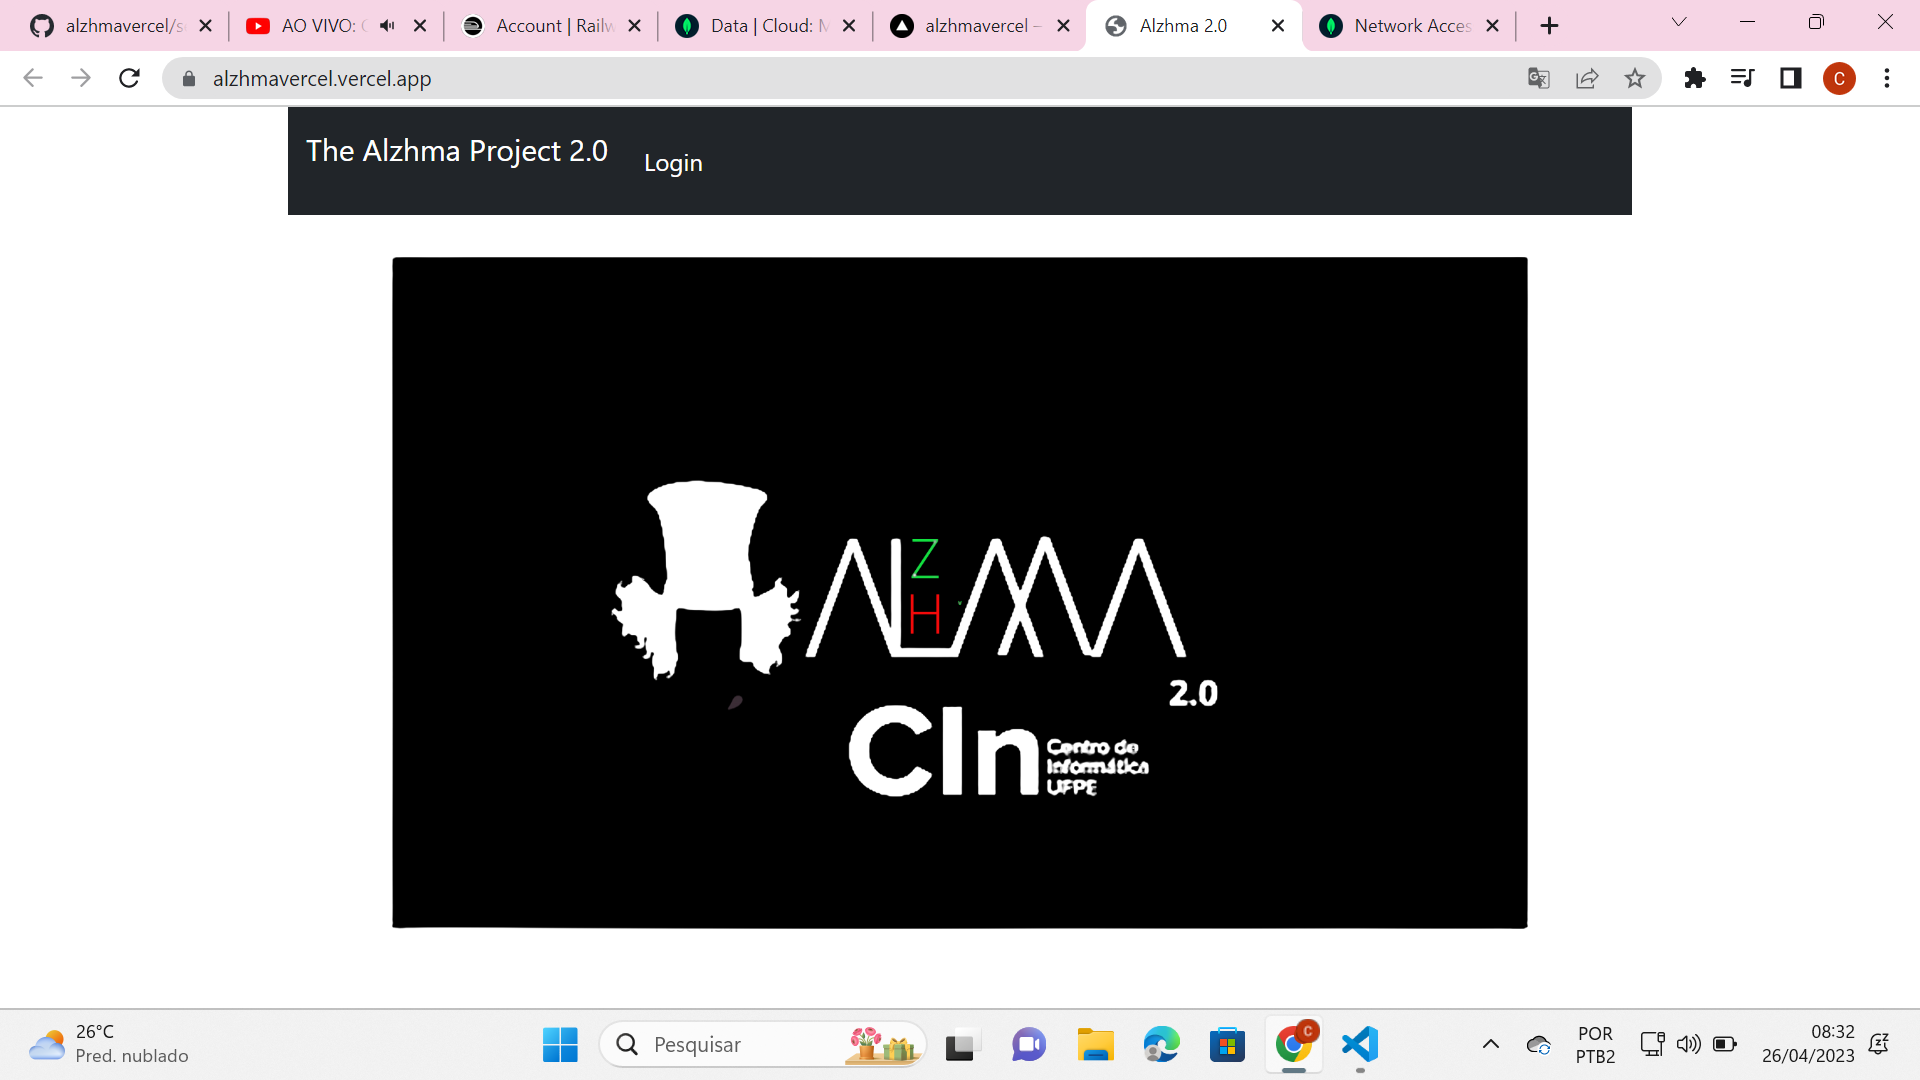 alzhmavercel/s
AO VIVO:
Account | Railw
Data | Cloud: M
alzhmavercel –
Alzhma 2.0
Network Acces
alzhmavercel.vercel.app
C
The Alzhma Project 2.0
Login
ALZHMA
2.0
CIn
Centro de
Informática
UFPE
26°C
Pred. nublado
Pesquisar
C
POR
PTB2
08:32
26/04/2023